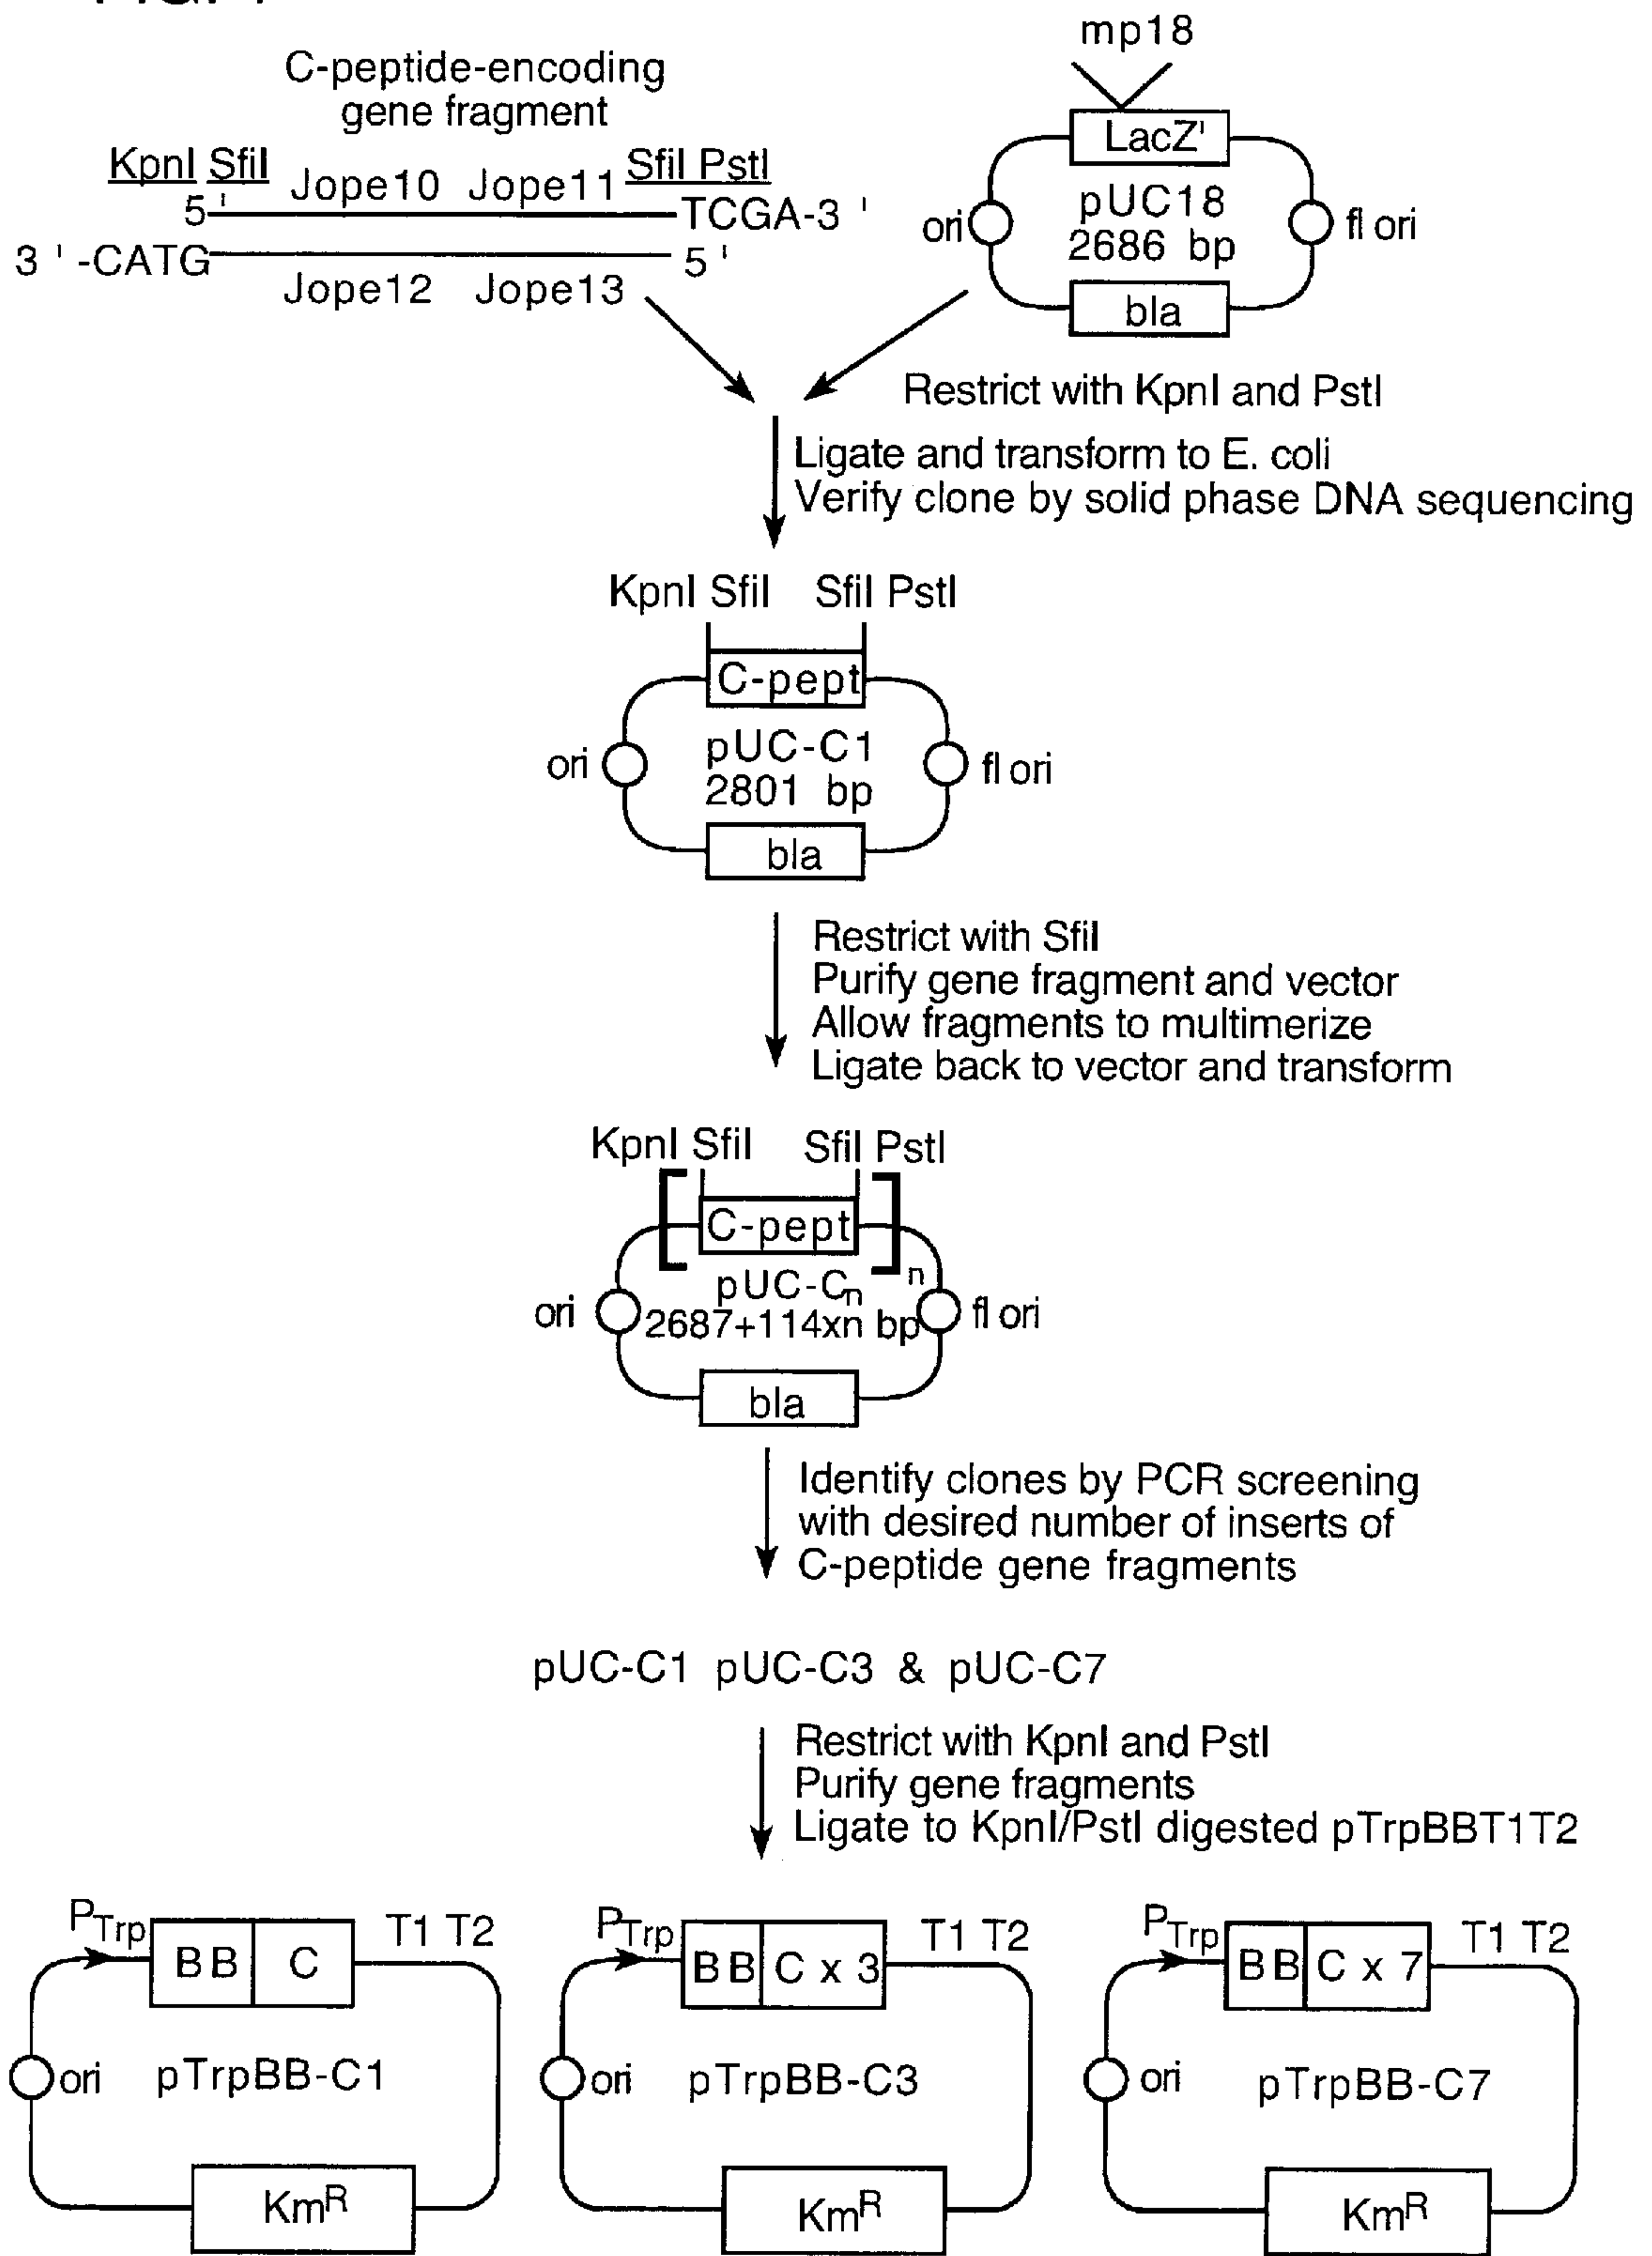 C-peptide-encoding
gene fragment
KpnI SfiI
Jope10 Jope11
SfiI PstI
5'
TCGA-3 '
3 '-CATG
5 '
Jope12 Jope13
mp18
LacZ'
pUC18
2686 bp
ori
fl ori
bla
Restrict with KpnI and PstI
Ligate and transform to E. coli
Verify clone by solid phase DNA sequencing
KpnI SfiI SfiI PstI
C-pept
pUC-C1
2801 bp
ori
fl ori
bla
Restrict with SfiI
Purify gene fragment and vector
Allow fragments to multimerize
Ligate back to vector and transform
KpnI SfiI SfiI PstI
C-pept
n
pUC-Cn
2687+114xn bp
ori
fl ori
bla
Identify clones by PCR screening
with desired number of inserts of
C-peptide gene fragments
pUC-C1 pUC-C3 & pUC-C7
Restrict with KpnI and PstI
Purify gene fragments
Ligate to KpnI/PstI digested pTrpBBT1T2
PTrp
BB C
T1 T2
ori
pTrpBB-C1
KmR
PTrp
BB C x 3
T1 T2
ori
pTrpBB-C3
KmR
PTrp
BB C x 7
T1 T2
ori
pTrpBB-C7
KmR